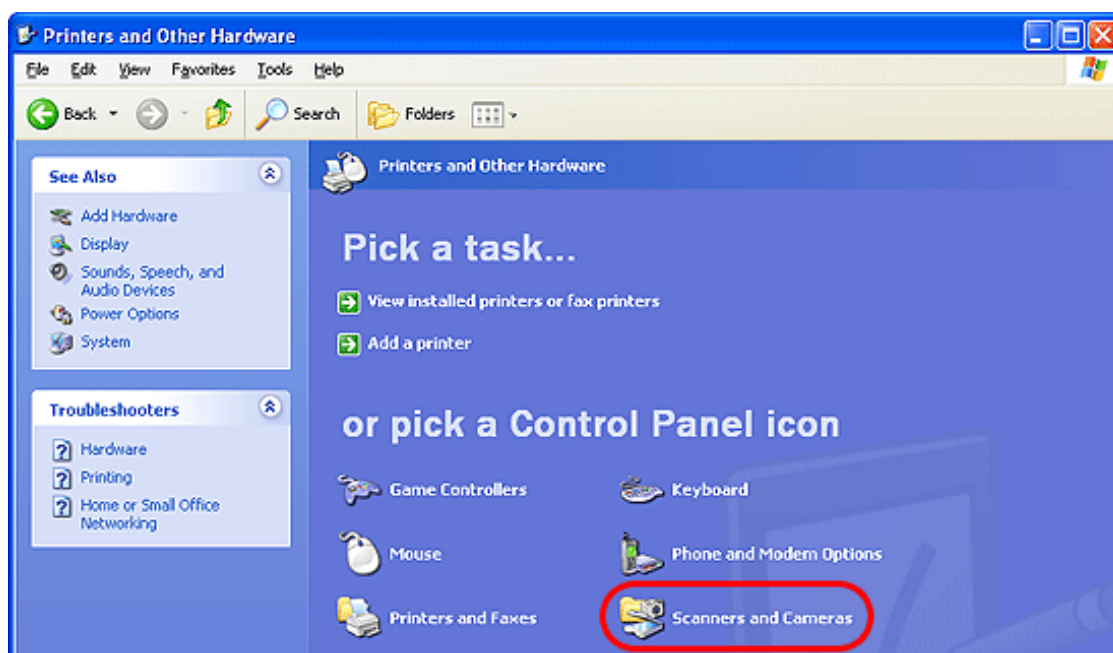 Printers and Other Hardware
File Edit View Favorites Tools Help
Back Search Folders
See Also
Add Hardware
Display
Sounds, Speech, and
Audio Devices
Power Options
System
Troubleshooters
Hardware
Printing
Home or Small Office
Networking
Printers and Other Hardware
Pick a task...
View installed printers or fax printers
Add a printer
or pick a Control Panel icon
Game Controllers
Keyboard
Mouse
Phone and Modem Options
Printers and Faxes
Scanners and Cameras